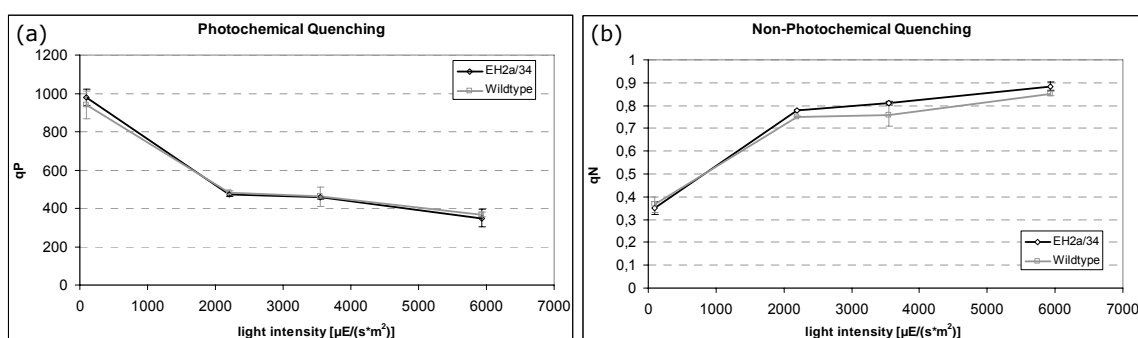 (a)
Photochemical Quenching
1200
1000
800
600
400
200
0
qP
0 1000 2000 3000 4000 5000 6000 7000
light intensity [µE/(s*m²)]
EH2a/34
Wildtype
(b)
Non-Photochemical Quenching
1
0,9
0,8
0,7
0,6
0,5
0,4
0,3
0,2
0,1
0
qN
0 1000 2000 3000 4000 5000 6000 7000
light intensity [µE/(s*m²)]
EH2a/34
Wildtype